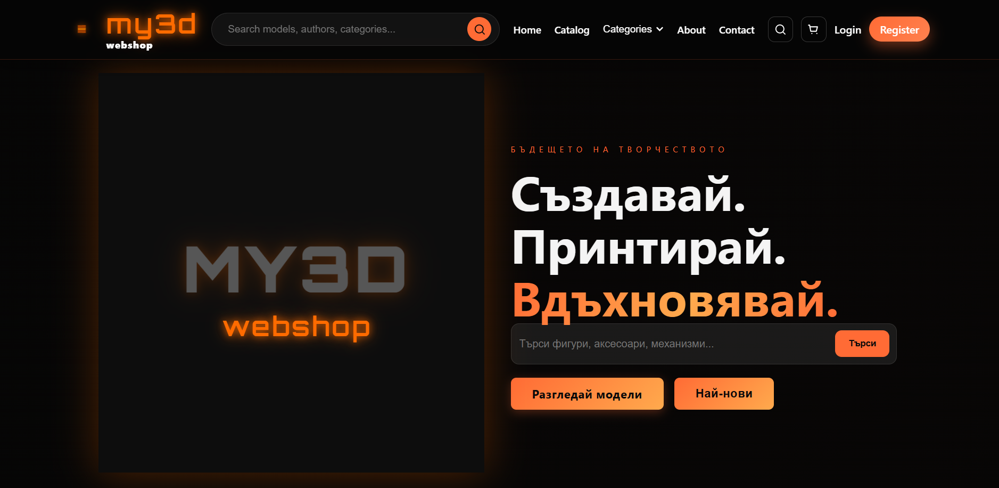 my3d
webshop
Search models, authors, categories...
Home
Catalog
Categories
About
Contact
Login
Register
MY3D
webshop
БЪДЕЩЕТО НА ТВОРЧЕСТВОТО
Създавай.
Принтирай.
Вдъхновявай.
Търси фигури, аксесоари, механизми...
Търси
Разгледай модели
Най-нови